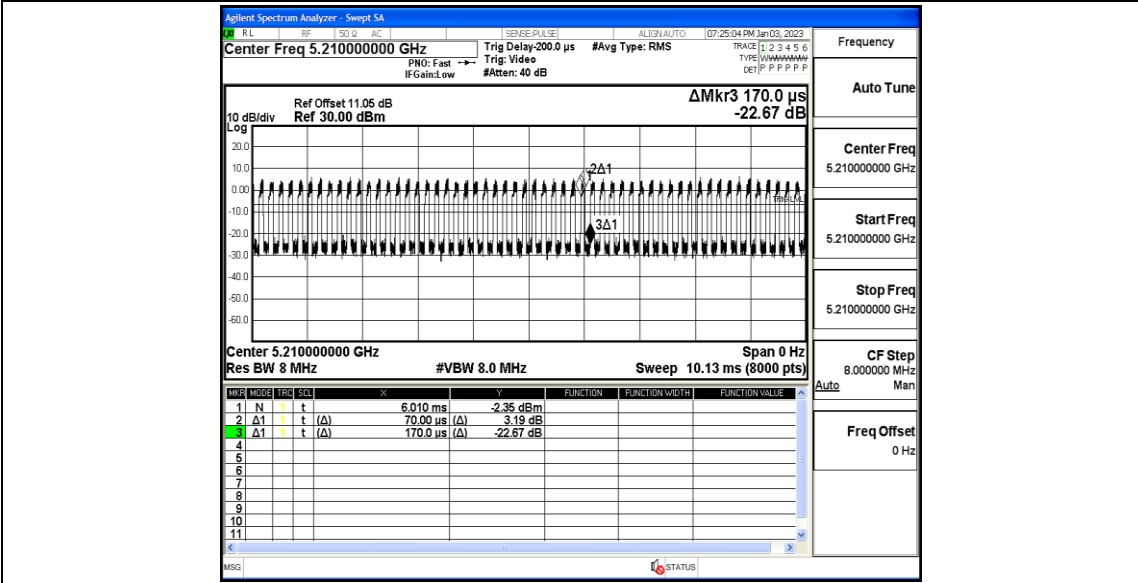 Agilent Spectrum Analyzer - Swept SA
RL RF 50 Ω AC SENSE:PULSE ALIGN AUTO 07:25:04 PM Jan 03, 2023
Center Freq 5.210000000 GHz
PNO: Fast
IFGain:Low
Trig Delay-200.0 µs
Trig: Video
#Atten: 40 dB
#Avg Type: RMS
TRACE 1 2 3 4 5 6
TYPE WWWWWW
DET P P P P P P
Ref Offset 11.05 dB
10 dB/div Ref 30.00 dBm
Log
ΔMkr3 170.0 µs
-22.67 dB
20.0
10.0
0.00
-10.0
-20.0
-30.0
-40.0
-50.0
-60.0
2Δ1
1
TRIG LVL
3Δ1
Center 5.210000000 GHz Span 0 Hz
Res BW 8 MHz #VBW 8.0 MHz Sweep 10.13 ms (8000 pts)
MKR MODE TRC SCL X Y FUNCTION FUNCTION WIDTH FUNCTION VALUE
1 N 1 t 6.010 ms -2.35 dBm
2 Δ1 1 t (Δ) 70.00 µs (Δ) 3.19 dB
3 Δ1 1 t (Δ) 170.0 µs (Δ) -22.67 dB
4
5
6
7
8
9
10
11
MSG STATUS
Frequency
Auto Tune
Center Freq
5.210000000 GHz
Start Freq
5.210000000 GHz
Stop Freq
5.210000000 GHz
CF Step
8.000000 MHz
Auto Man
Freq Offset
0 Hz